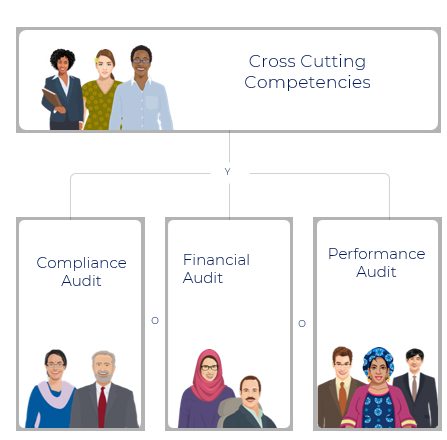 Cross Cutting
Competencies
Y
Compliance
Audit
O
Financial
Audit
O
Performance
Audit